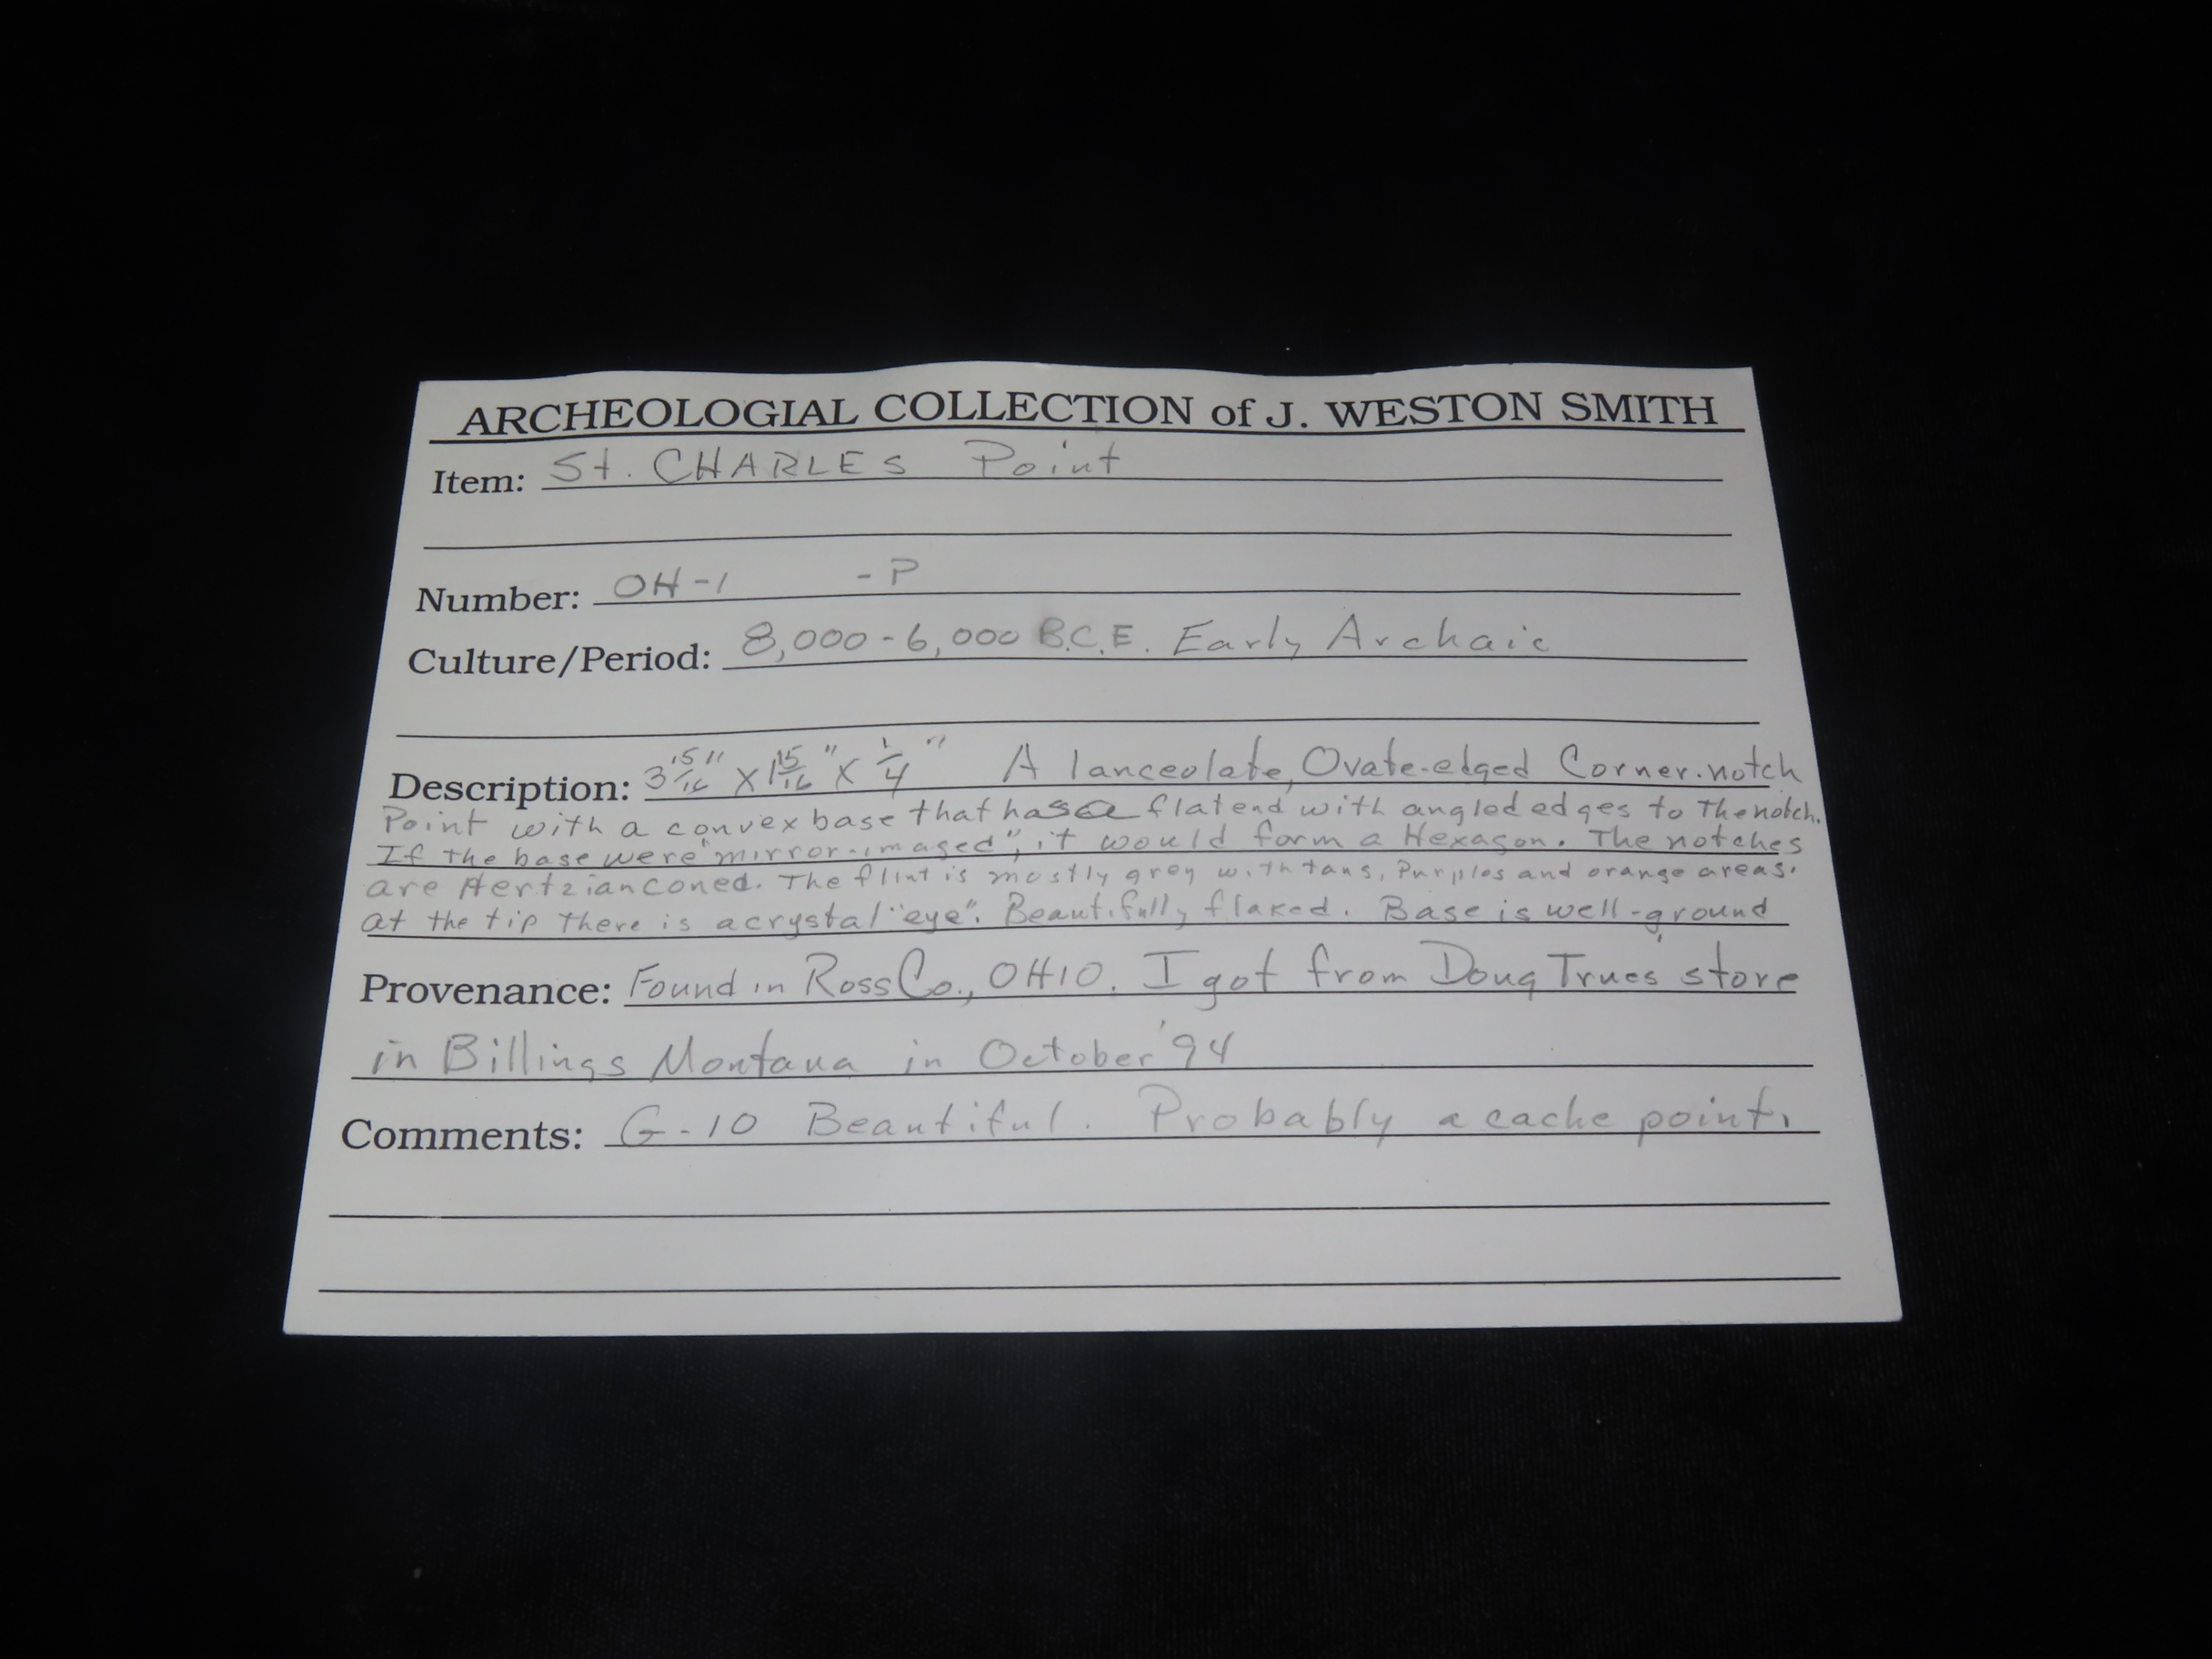 ARCHEOLOGIAL COLLECTION of J. WESTON SMITH
Item: St. CHARLES Point
Number: OH-1 -P
Culture/Period: 8,000-6,000 B.C.E. Early Archaic
Description: 3 15/16" X 1 15/16" X 1/4" A lanceolate, Ovate-edged Corner-notch
Point with a convex base that has a flat end with angled edges to The notch.
If the base were "mirror-imaged", it would form a Hexagon. The notches
are Hertzianconed. The flint is mostly grey with tans, Purples and orange areas.
at the tip there is a crystal "eye". Beautifully flaked. Base is well-ground
Provenance: Found in Ross Co., OHIO. I got from Doug Trues store
in Billings Montana in October '94
Comments: G-10 Beautiful. Probably a cache point.